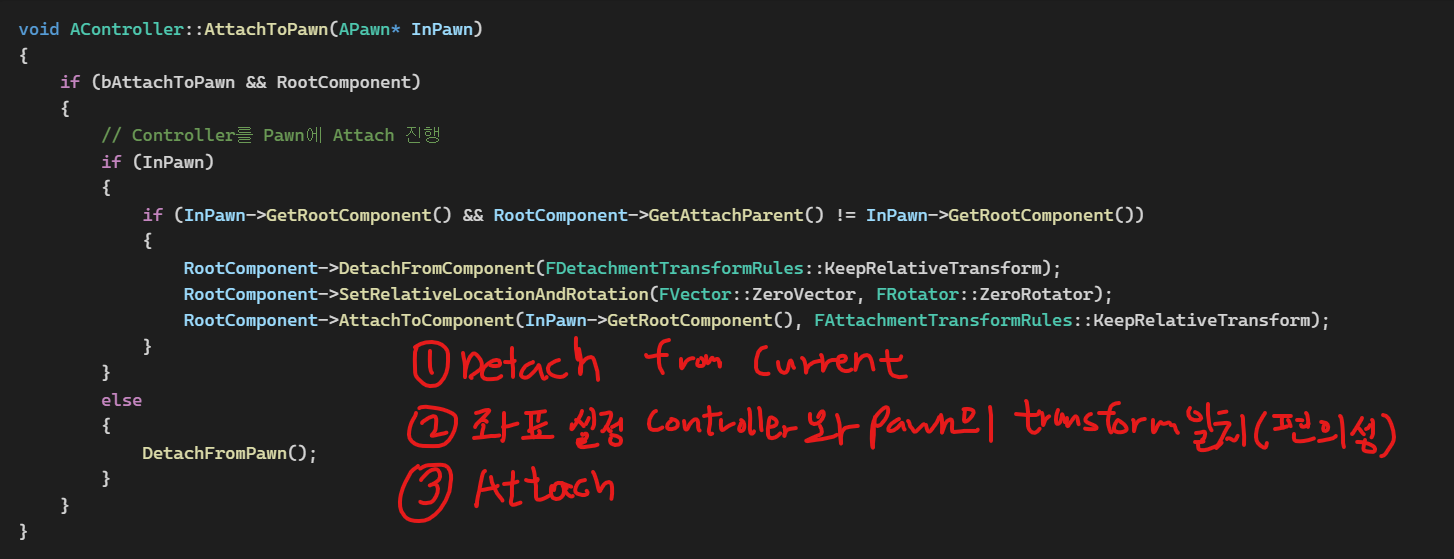 void AController::AttachToPawn(APawn* InPawn)
{
    if (bAttachToPawn && RootComponent)
    {
        // Controller를 Pawn에 Attach 진행
        if (InPawn)
        {
            if (InPawn->GetRootComponent() && RootComponent->GetAttachParent() != InPawn->GetRootComponent())
            {
                RootComponent->DetachFromComponent(FDetachmentTransformRules::KeepRelativeTransform);
                RootComponent->SetRelativeLocationAndRotation(FVector::ZeroVector, FRotator::ZeroRotator);
                RootComponent->AttachToComponent(InPawn->GetRootComponent(), FAttachmentTransformRules::KeepRelativeTransform);
            }
        }
        else
        {
            DetachFromPawn();
        }
    }
}
① Detach from Current
② 좌표 설정 Controller와 Pawn의 transform 일치(편의성)
③ Attach